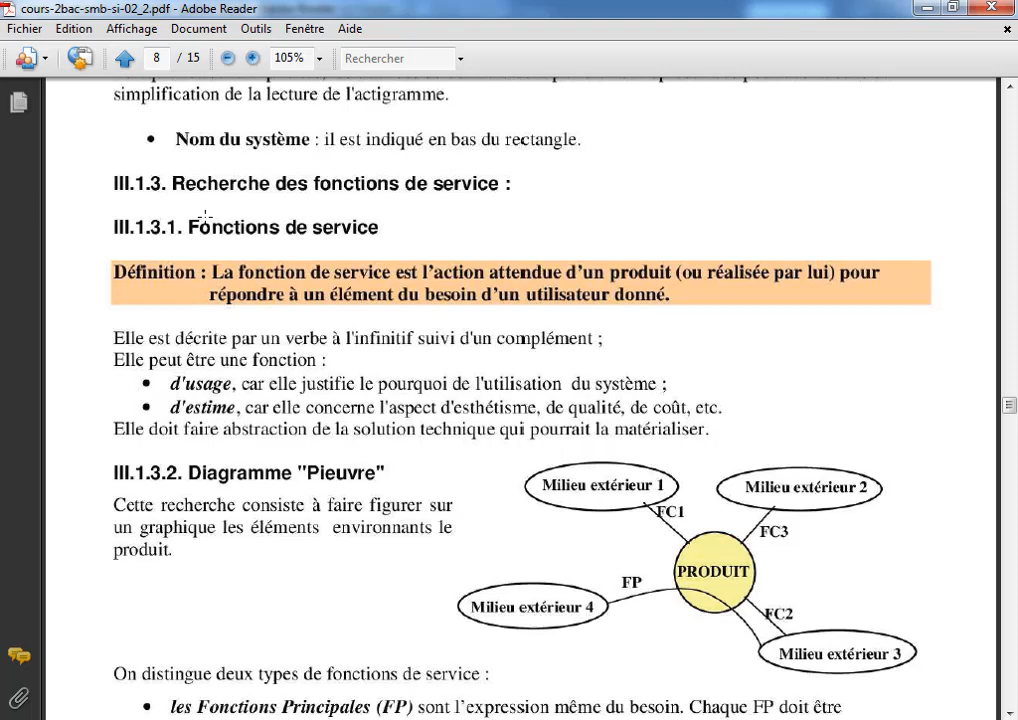 cours-2bac-smb-si-02_2.pdf - Adobe Reader
Fichier Edition Affichage Document Outils Fenêtre Aide
8 / 15 105% Rechercher
simplification de la lecture de l'actigramme.
• Nom du système : il est indiqué en bas du rectangle.
III.1.3. Recherche des fonctions de service :
III.1.3.1. Fonctions de service
Définition : La fonction de service est l'action attendue d'un produit (ou réalisée par lui) pour
répondre à un élément du besoin d'un utilisateur donné.
Elle est décrite par un verbe à l'infinitif suivi d'un complément ;
Elle peut être une fonction :
• d'usage, car elle justifie le pourquoi de l'utilisation du système ;
• d'estime, car elle concerne l'aspect d'esthétisme, de qualité, de coût, etc.
Elle doit faire abstraction de la solution technique qui pourrait la matérialiser.
III.1.3.2. Diagramme "Pieuvre"
Cette recherche consiste à faire figurer sur
un graphique les éléments environnants le
produit.
Milieu extérieur 1
Milieu extérieur 2
FC1
FC3
PRODUIT
FP
Milieu extérieur 4
FC2
Milieu extérieur 3
On distingue deux types de fonctions de service :
• les Fonctions Principales (FP) sont l'expression même du besoin. Chaque FP doit être